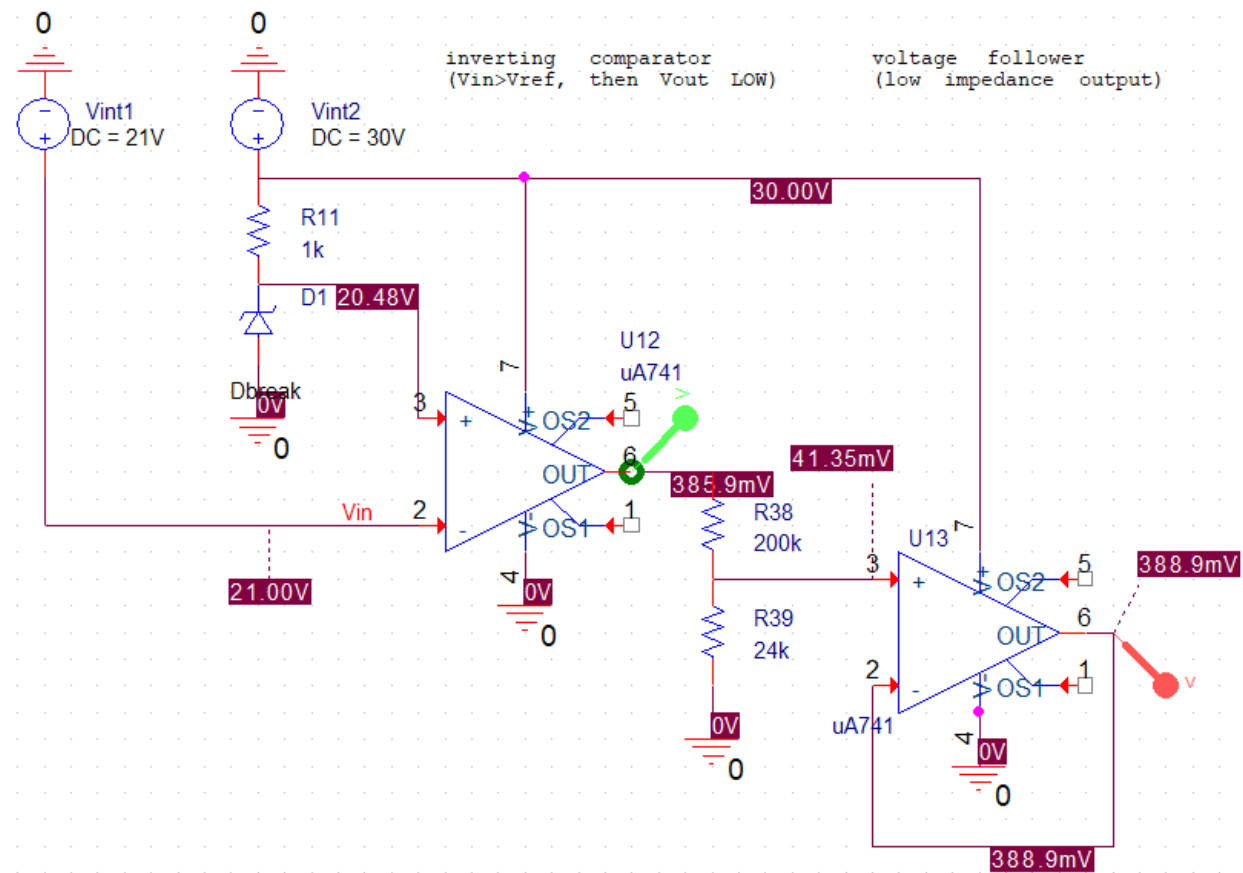 0
0
inverting comparator
(Vin>Vref, then Vout LOW)
voltage follower
(low impedance output)
Vint1
DC = 21V
Vint2
DC = 30V
-
+
-
+
30.00V
R11
1k
D1
20.48V
Dbreak
0V
0
U12
uA741
7
3
+
V+
OS2
5
V
6
OUT
385.9mV
41.35mV
Vin
2
-
V-
OS1
1
21.00V
4
0V
0
R38
200k
R39
24k
0V
0
U13
uA741
7
3
+
V+
OS2
5
388.9mV
OUT
6
2
-
V-
OS1
1
V
4
0V
0
388.9mV